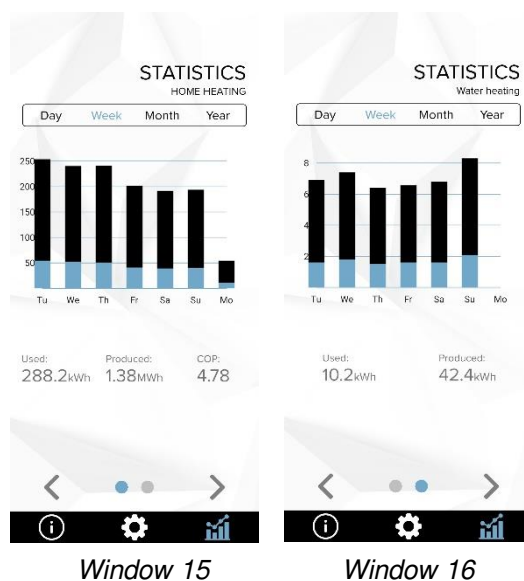 STATISTICS
HOME HEATING
Day Week Month Year
250
200
150
100
50
Tu We Th Fr Sa Su Mo
Used: Produced: COP:
288.2kWh 1.38MWh 4.78
Window 15
STATISTICS
Water heating
Day Week Month Year
8
6
4
2
Tu We Th Fr Sa Su Mo
Used: Produced:
10.2kWh 42.4kWh
Window 16